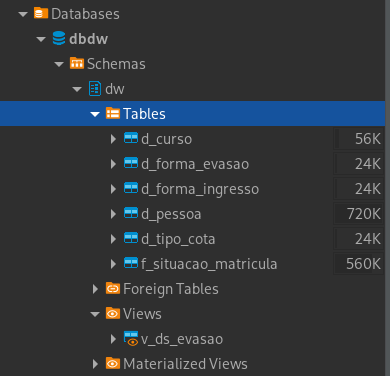 Databases
dbdw
Schemas
dw
Tables
d_curso 56K
d_forma_evasao 24K
d_forma_ingresso 24K
d_pessoa 720K
d_tipo_cota 24K
f_situacao_matricula 560K
Foreign Tables
Views
v_ds_evasao
Materialized Views